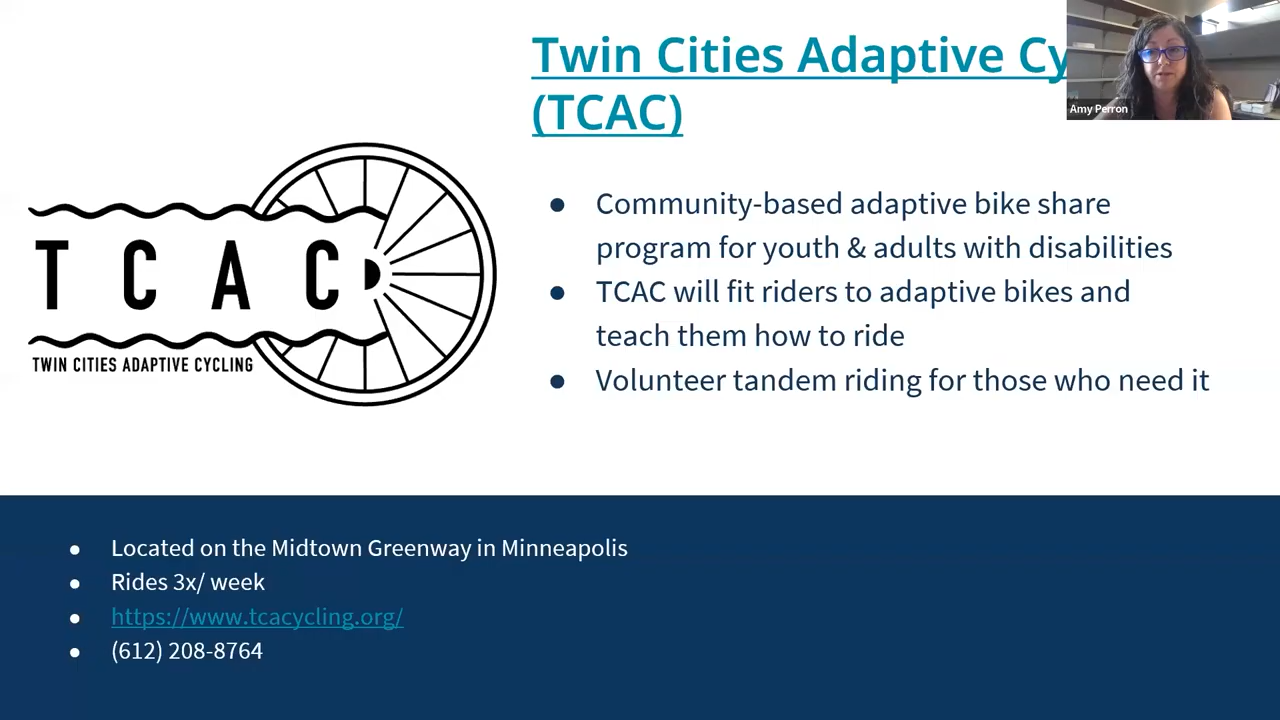 Twin Cities Adaptive Cy
(TCAC)
Amy Perron
T C A C
TWIN CITIES ADAPTIVE CYCLING
● Community-based adaptive bike share
program for youth & adults with disabilities
● TCAC will fit riders to adaptive bikes and
teach them how to ride
● Volunteer tandem riding for those who need it
● Located on the Midtown Greenway in Minneapolis
● Rides 3x/ week
● https://www.tcacycling.org/
● (612) 208-8764